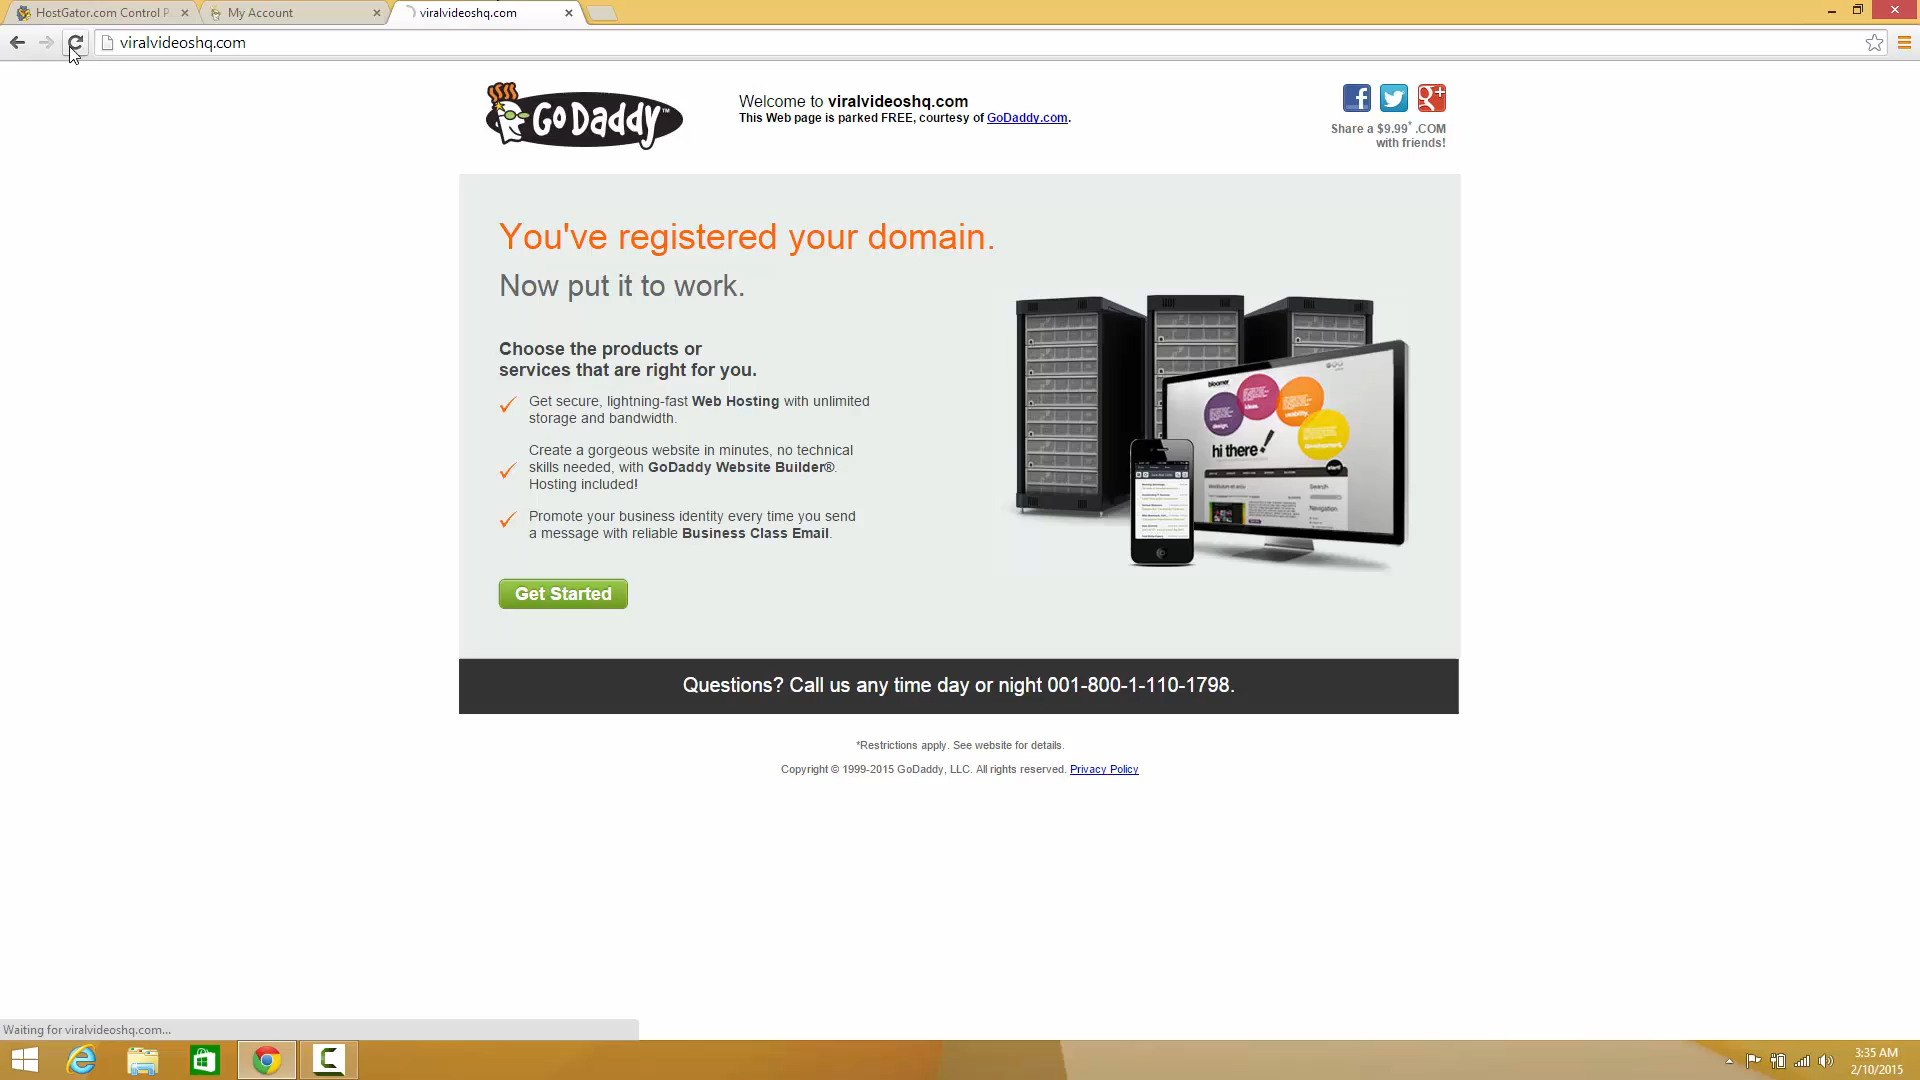 HostGator.com Control P
My Account
viralvideoshq.com
viralvideoshq.com
GoDaddy™
Welcome to viralvideoshq.com
This Web page is parked FREE, courtesy of GoDaddy.com.
Share a $9.99* .COM
with friends!
You've registered your domain.
Now put it to work.
Choose the products or
services that are right for you.
Get secure, lightning-fast Web Hosting with unlimited
storage and bandwidth.
Create a gorgeous website in minutes, no technical
skills needed, with GoDaddy Website Builder®.
Hosting included!
Promote your business identity every time you send
a message with reliable Business Class Email.
Get Started
bloomer
ideas.
design.
hi there!
Search
Navigation
Questions? Call us any time day or night 001-800-1-110-1798.
*Restrictions apply. See website for details.
Copyright © 1999-2015 GoDaddy, LLC. All rights reserved. Privacy Policy
Waiting for viralvideoshq.com...
3:35 AM
2/10/2015